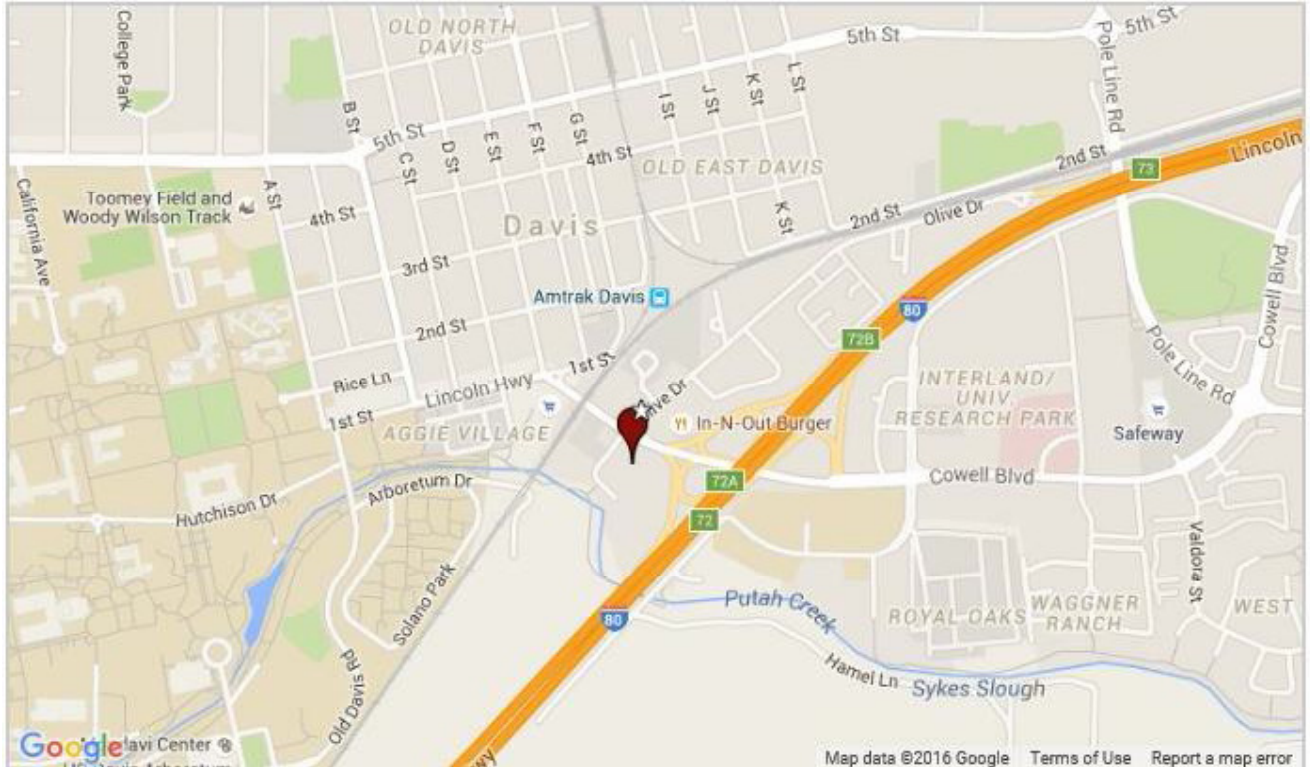 College Park
OLD NORTH
DAVIS
5th St
5th St
Pole Line Rd
L St
K St
J St
I St
G St
F St
E St
D St
C St
B St
5th St
4th St
OLD EAST DAVIS
2nd St
73
Lincoln
California Ave
Toomey Field and
Woody Wilson Track
A St
4th St
Davis
K St
2nd St
Olive Dr
3rd St
Amtrak Davis
80
Cowell Blvd
2nd St
72B
1st St
Pole Line Rd
Rice Ln
Lincoln Hwy
INTERLAND/
UNIV.
RESEARCH PARK
1st St
AGGIE VILLAGE
In-N-Out Burger
Safeway
72A
Cowell Blvd
Arboretum Dr
Hutchison Dr
72
Valdora St
Solano Park
80
Putah Creek
ROYAL OAKS
WAGGNER
RANCH
WEST
Old Davis Rd
Hamel Ln
Sykes Slough
Google
Center
Map data ©2016 Google
Terms of Use
Report a map error